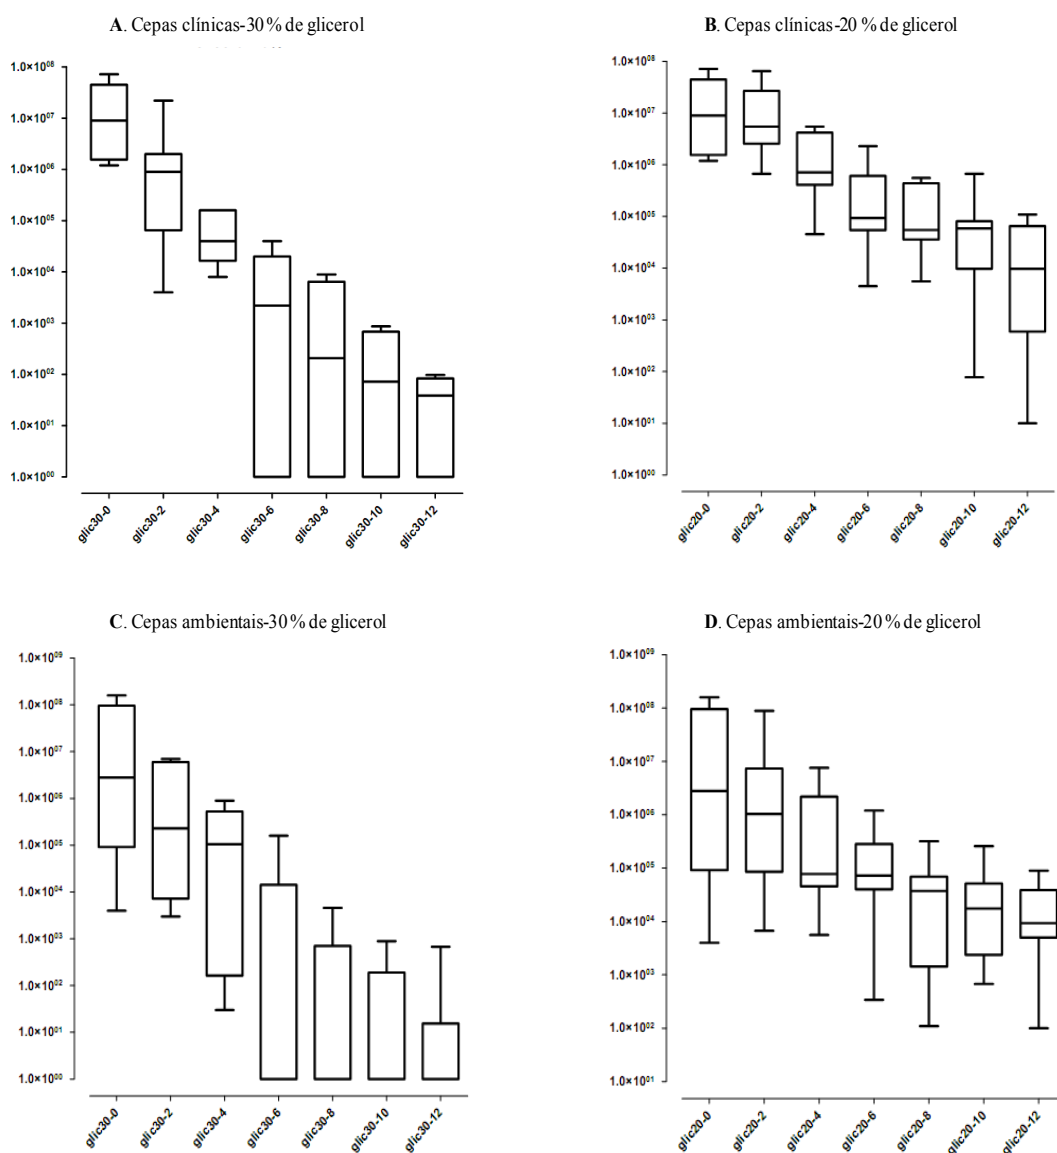 A. Cepas clínicas-30% de glicerol
1.0×10⁰⁸
1.0×10⁰⁷
1.0×10⁰⁶
1.0×10⁰⁵
1.0×10⁰⁴
1.0×10⁰³
1.0×10⁰²
1.0×10⁰¹
1.0×10⁰⁰
glic30-0
glic30-2
glic30-4
glic30-6
glic30-8
glic30-10
glic30-12
B. Cepas clínicas-20% de glicerol
1.0×10⁰⁸
1.0×10⁰⁷
1.0×10⁰⁶
1.0×10⁰⁵
1.0×10⁰⁴
1.0×10⁰³
1.0×10⁰²
1.0×10⁰¹
1.0×10⁰⁰
glic20-0
glic20-2
glic20-4
glic20-6
glic20-8
glic20-10
glic20-12
C. Cepas ambientais-30% de glicerol
1.0×10⁰⁹
1.0×10⁰⁸
1.0×10⁰⁷
1.0×10⁰⁶
1.0×10⁰⁵
1.0×10⁰⁴
1.0×10⁰³
1.0×10⁰²
1.0×10⁰¹
1.0×10⁰⁰
glic30-0
glic30-2
glic30-4
glic30-6
glic30-8
glic30-10
glic30-12
D. Cepas ambientais-20% de glicerol
1.0×10⁰⁹
1.0×10⁰⁸
1.0×10⁰⁷
1.0×10⁰⁶
1.0×10⁰⁵
1.0×10⁰⁴
1.0×10⁰³
1.0×10⁰²
1.0×10⁰¹
glic20-0
glic20-2
glic20-4
glic20-6
glic20-8
glic20-10
glic20-12